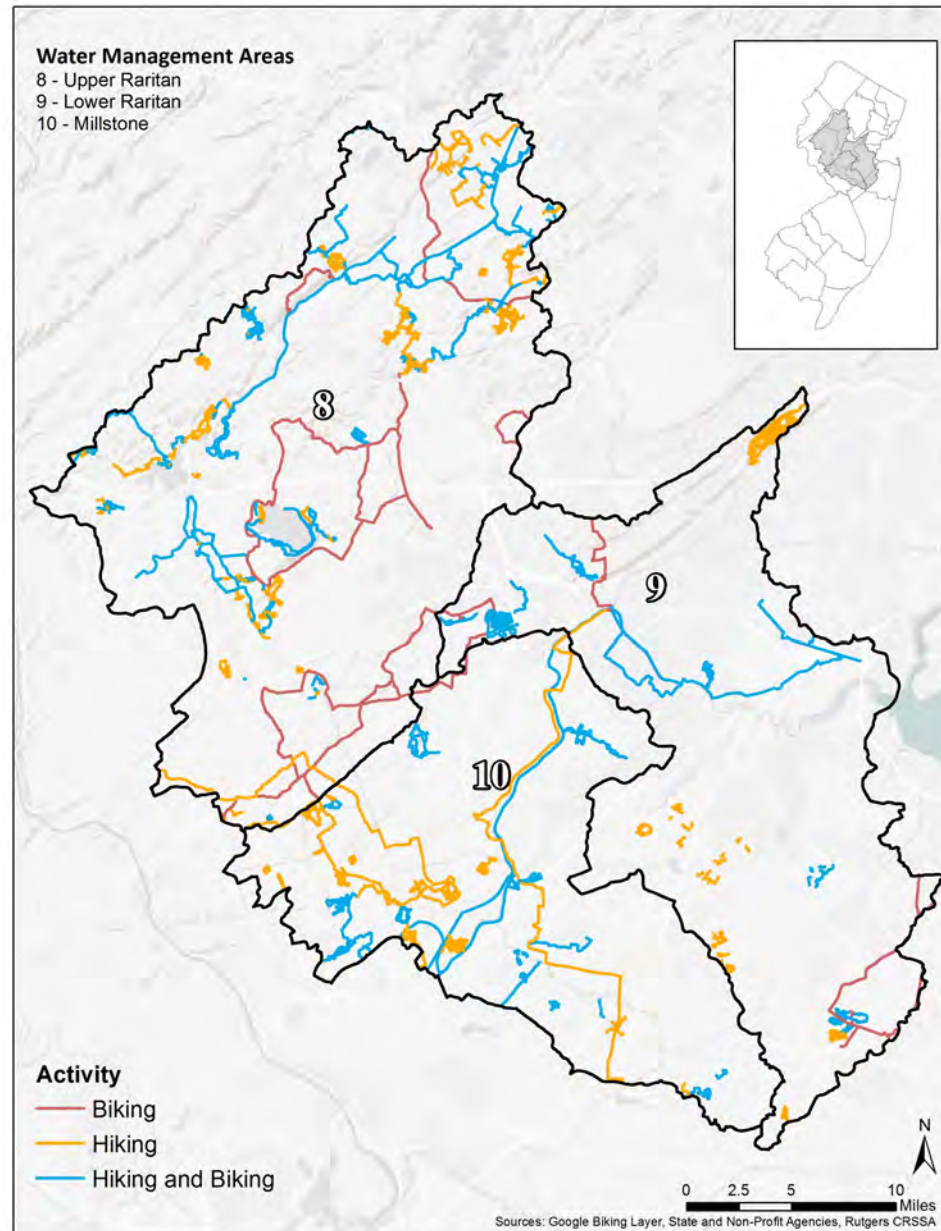 Water Management Areas
8 - Upper Raritan
9 - Lower Raritan
10 - Millstone
8
9
10
Activity
Biking
Hiking
Hiking and Biking
N
0 2.5 5 10
Miles
Sources: Google Biking Layer, State and Non-Profit Agencies, Rutgers CRSSA